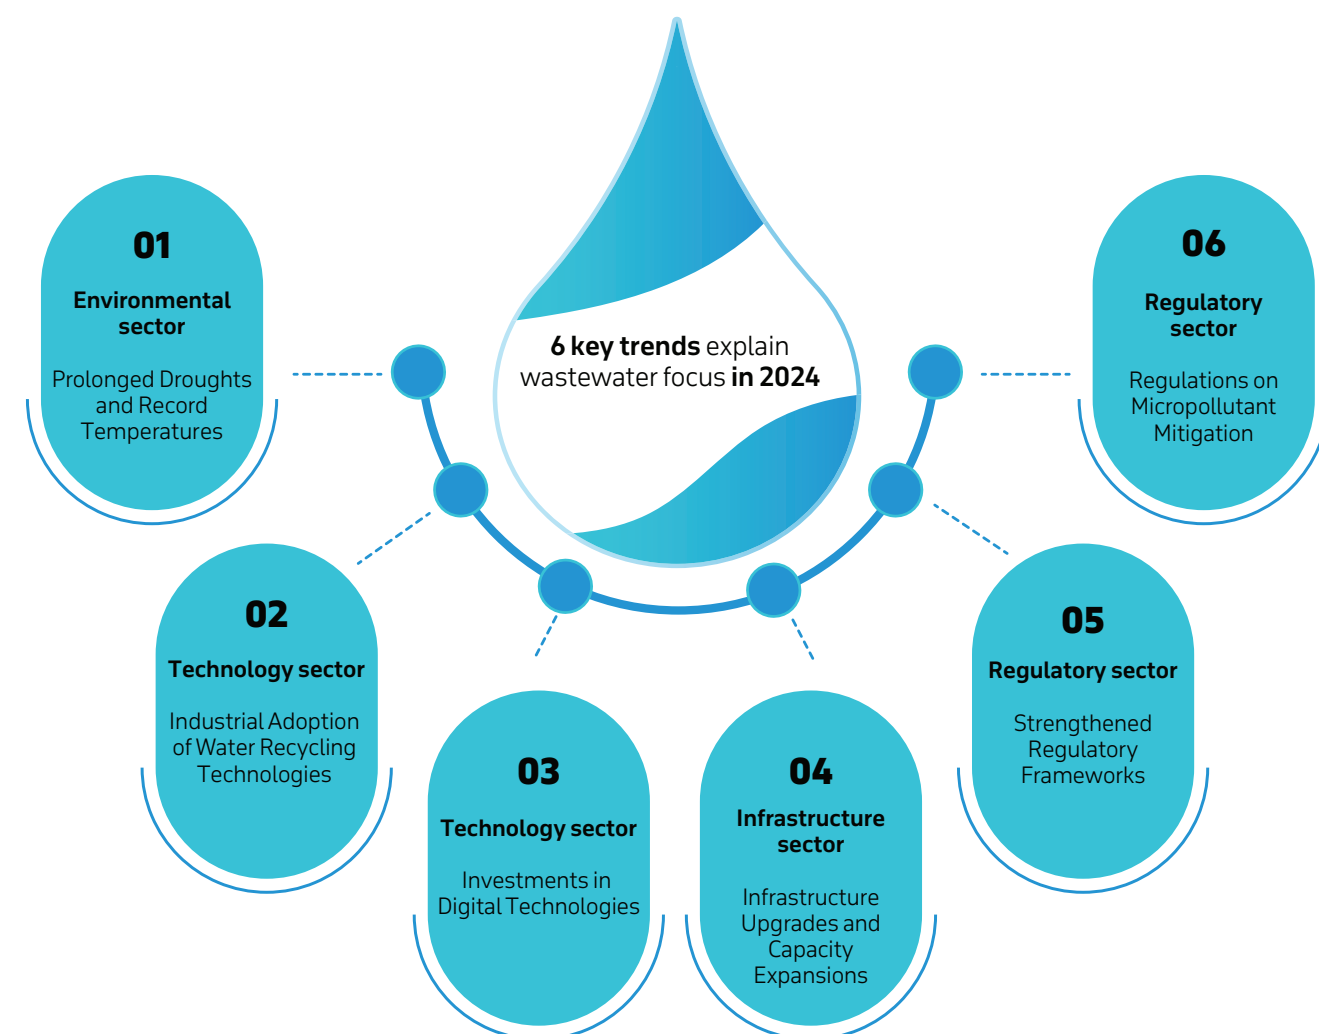 6 key trends explain
wastewater focus in 2024
01
Environmental
sector
Prolonged Droughts
and Record
Temperatures
02
Technology sector
Industrial Adoption
of Water Recycling
Technologies
03
Technology sector
Investments in
Digital Technologies
04
Infrastructure
sector
Infrastructure
Upgrades and
Capacity
Expansions
05
Regulatory sector
Strengthened
Regulatory
Frameworks
06
Regulatory
sector
Regulations on
Micropollutant
Mitigation